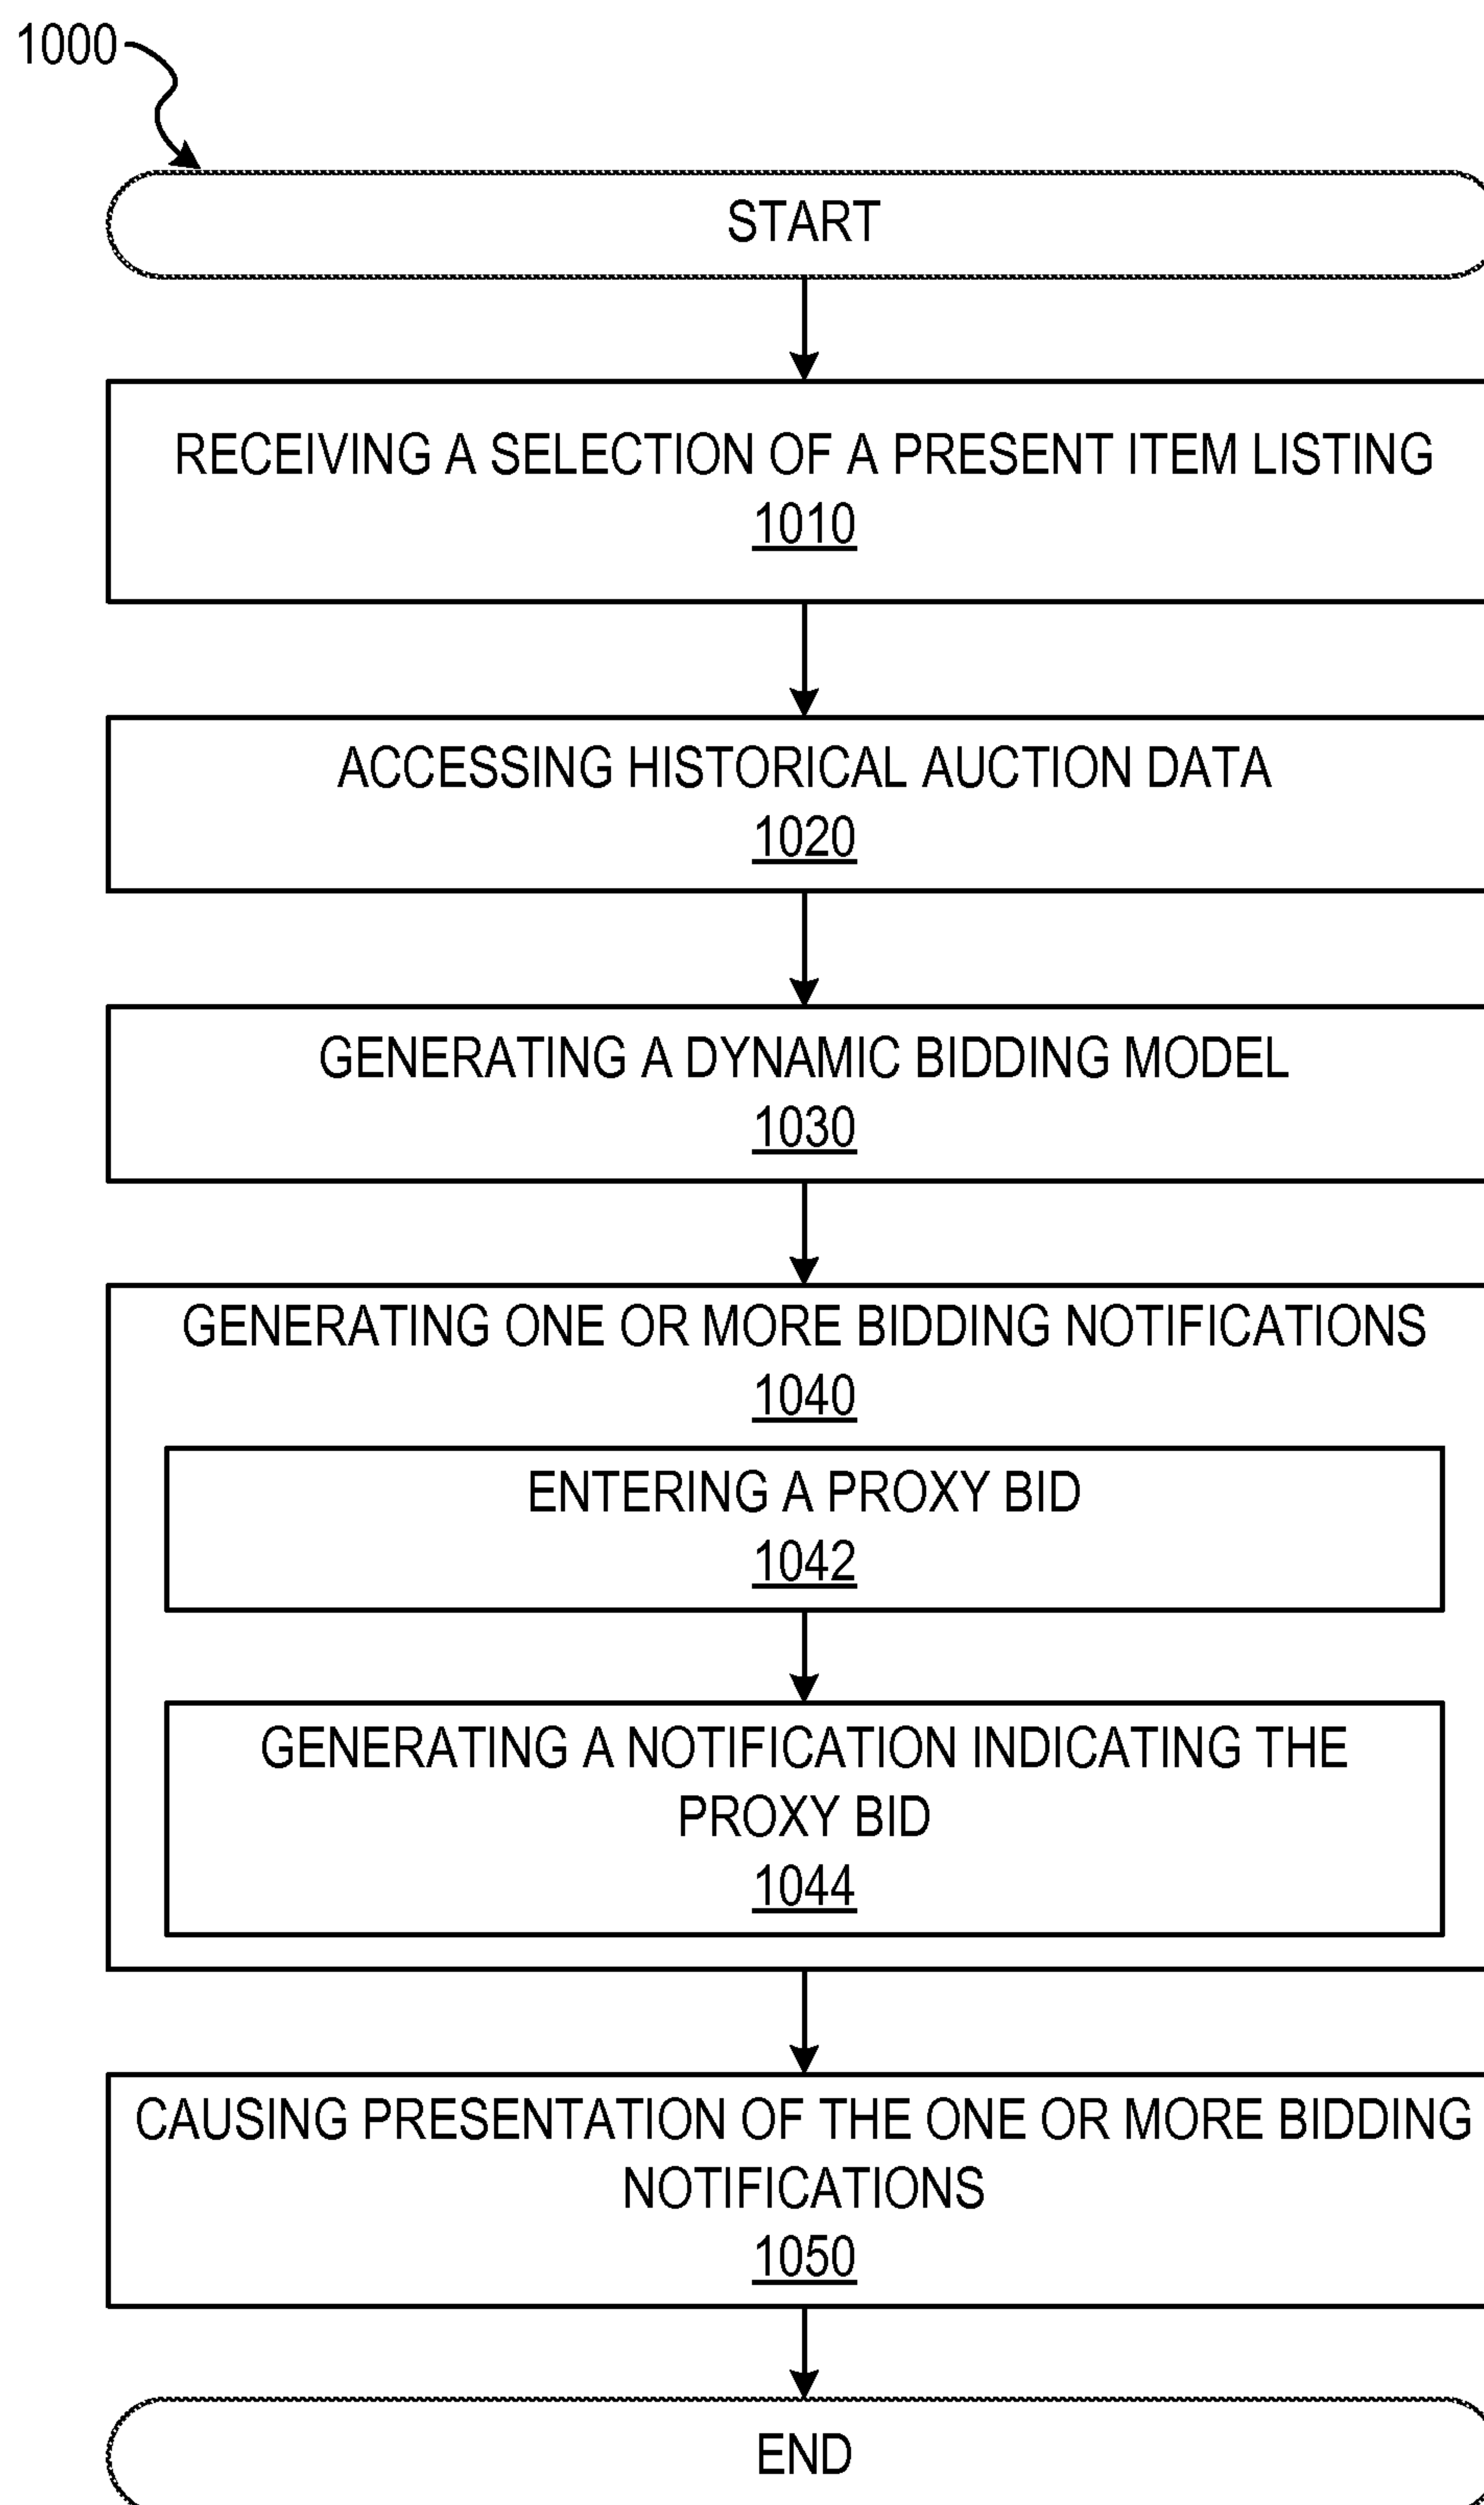 1000
START
RECEIVING A SELECTION OF A PRESENT ITEM LISTING
1010
ACCESSING HISTORICAL AUCTION DATA
1020
GENERATING A DYNAMIC BIDDING MODEL
1030
GENERATING ONE OR MORE BIDDING NOTIFICATIONS
1040
ENTERING A PROXY BID
1042
GENERATING A NOTIFICATION INDICATING THE
PROXY BID
1044
CAUSING PRESENTATION OF THE ONE OR MORE BIDDING
NOTIFICATIONS
1050
END